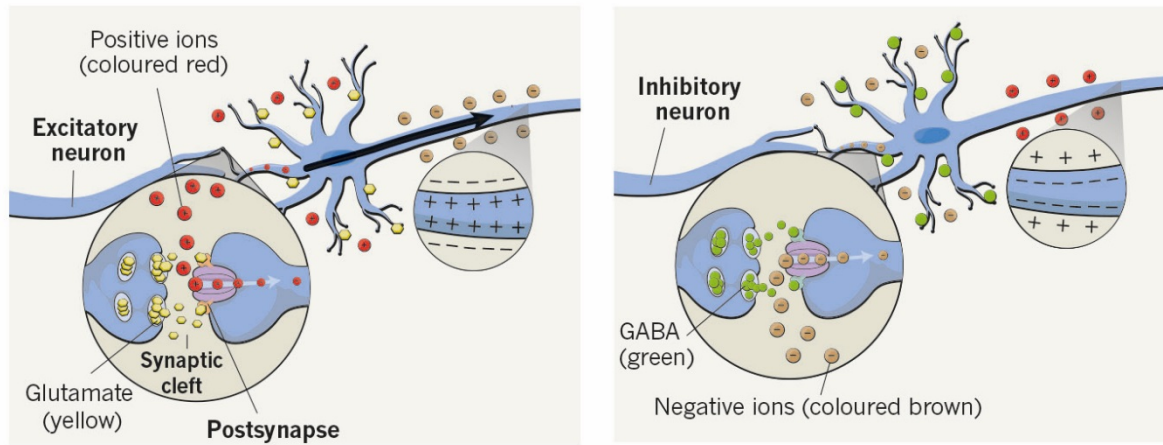 Positive ions
(coloured red)
Excitatory
neuron
Glutamate
(yellow)
Synaptic
cleft
Postsynapse
Inhibitory
neuron
GABA
(green)
Negative ions (coloured brown)